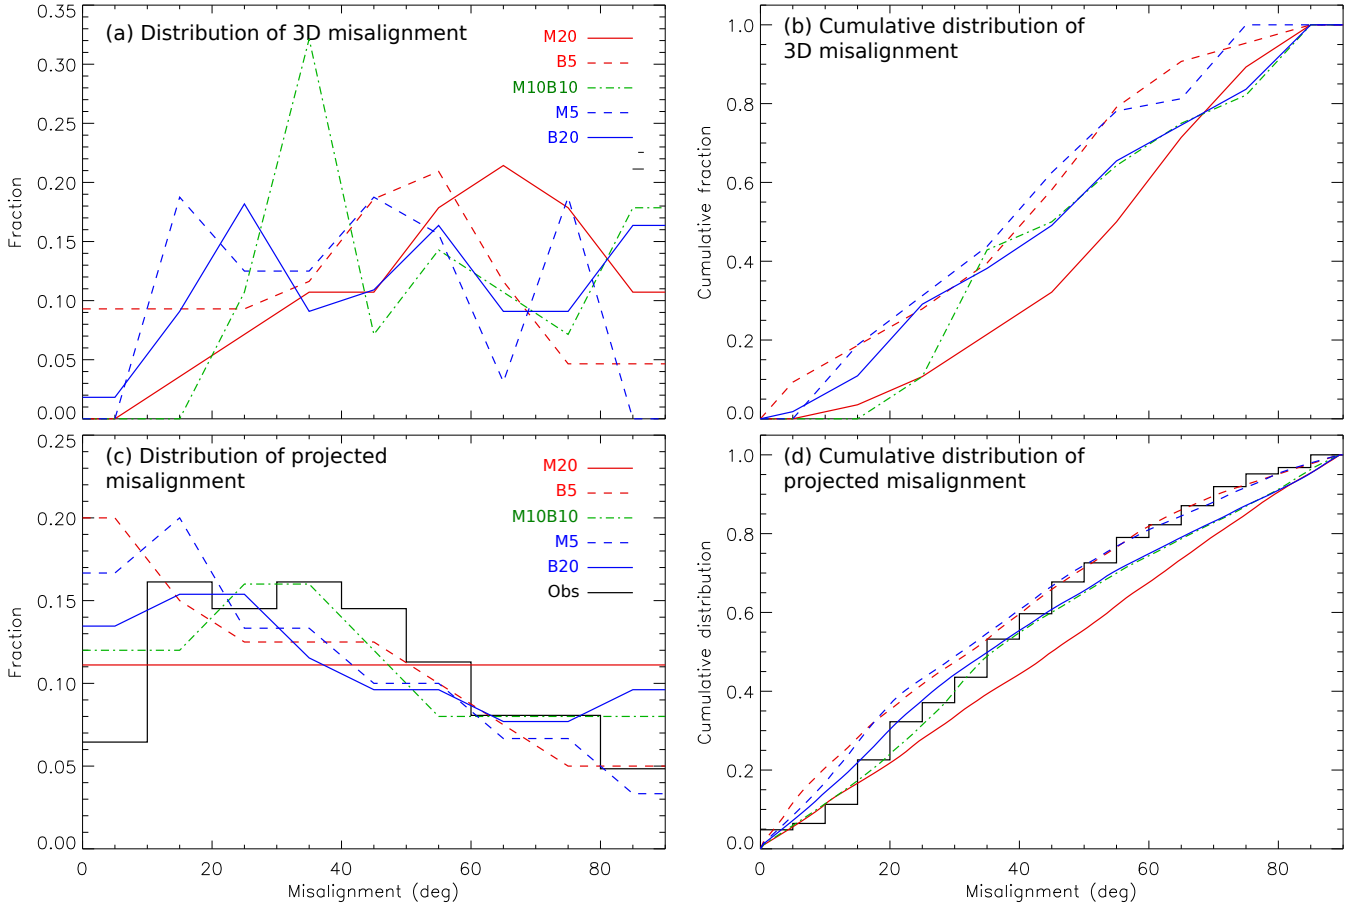 (a) Distribution of 3D misalignment
M20
B5
M10B10
M5
B20
0.35
0.30
0.25
0.20
0.15
0.10
0.05
0.00
Fraction
(b) Cumulative distribution of
3D misalignment
1.0
0.8
0.6
0.4
0.2
0.0
Cumulative fraction
(c) Distribution of projected
misalignment
M20
B5
M10B10
M5
B20
Obs
0.25
0.20
0.15
0.10
0.05
0.00
Fraction
0
20
40
60
80
Misalignment (deg)
(d) Cumulative distribution of
projected misalignment
1.0
0.8
0.6
0.4
0.2
0.0
Cumulative distribution
0
20
40
60
80
Misalignment (deg)